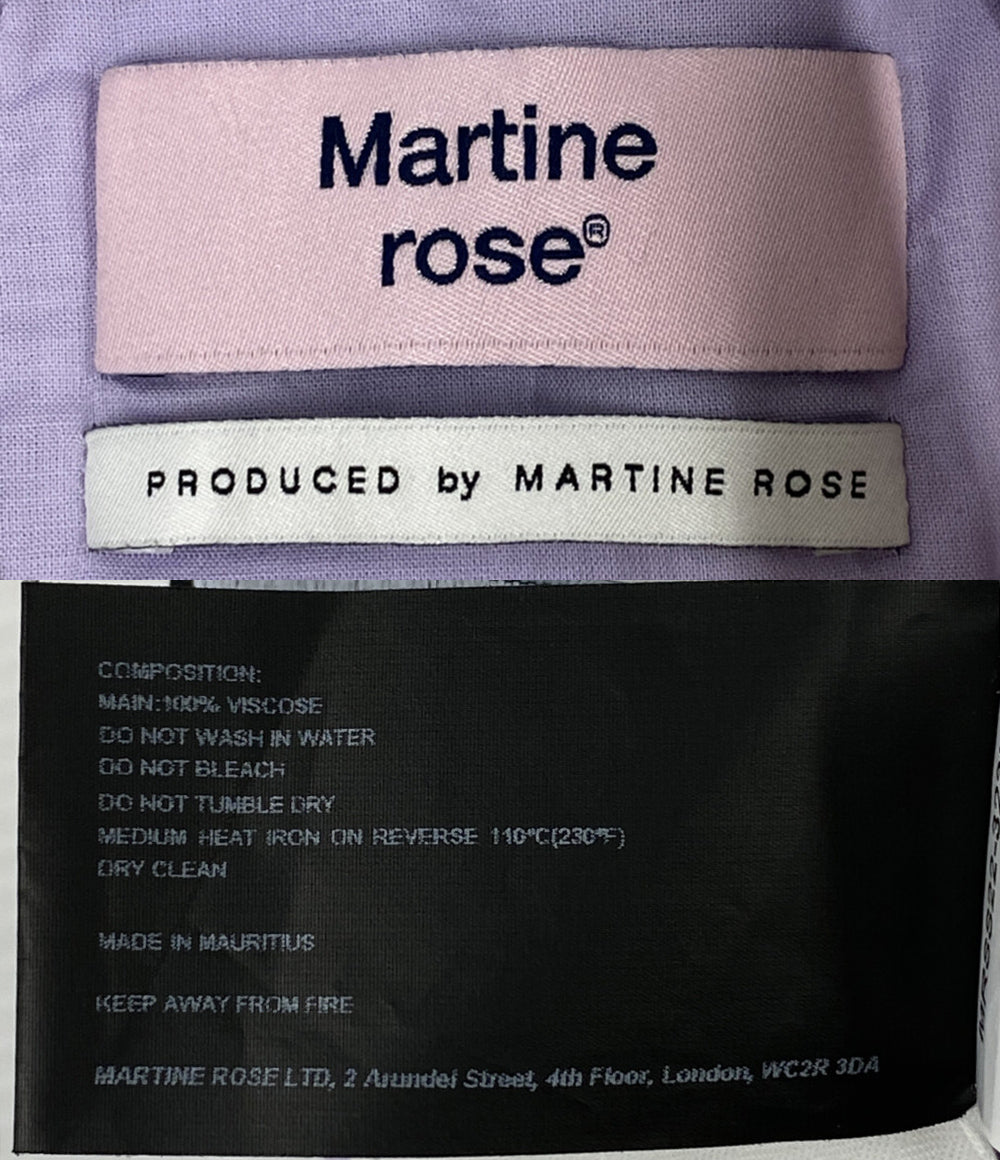 Martine
rose®
PRODUCED by MARTINE ROSE
COMPOSITION:
MAIN:100% VISCOSE
DO NOT WASH IN WATER
DO NOT BLEACH
DO NOT TUMBLE DRY
MEDIUM HEAT IRON ON REVERSE 110°C(230°F)
DRY CLEAN
MADE IN MAURITIUS
KEEP AWAY FROM FIRE
MARTINE ROSE LTD, 2 Arundel Street, 4th Floor, London, WC2R 3DA